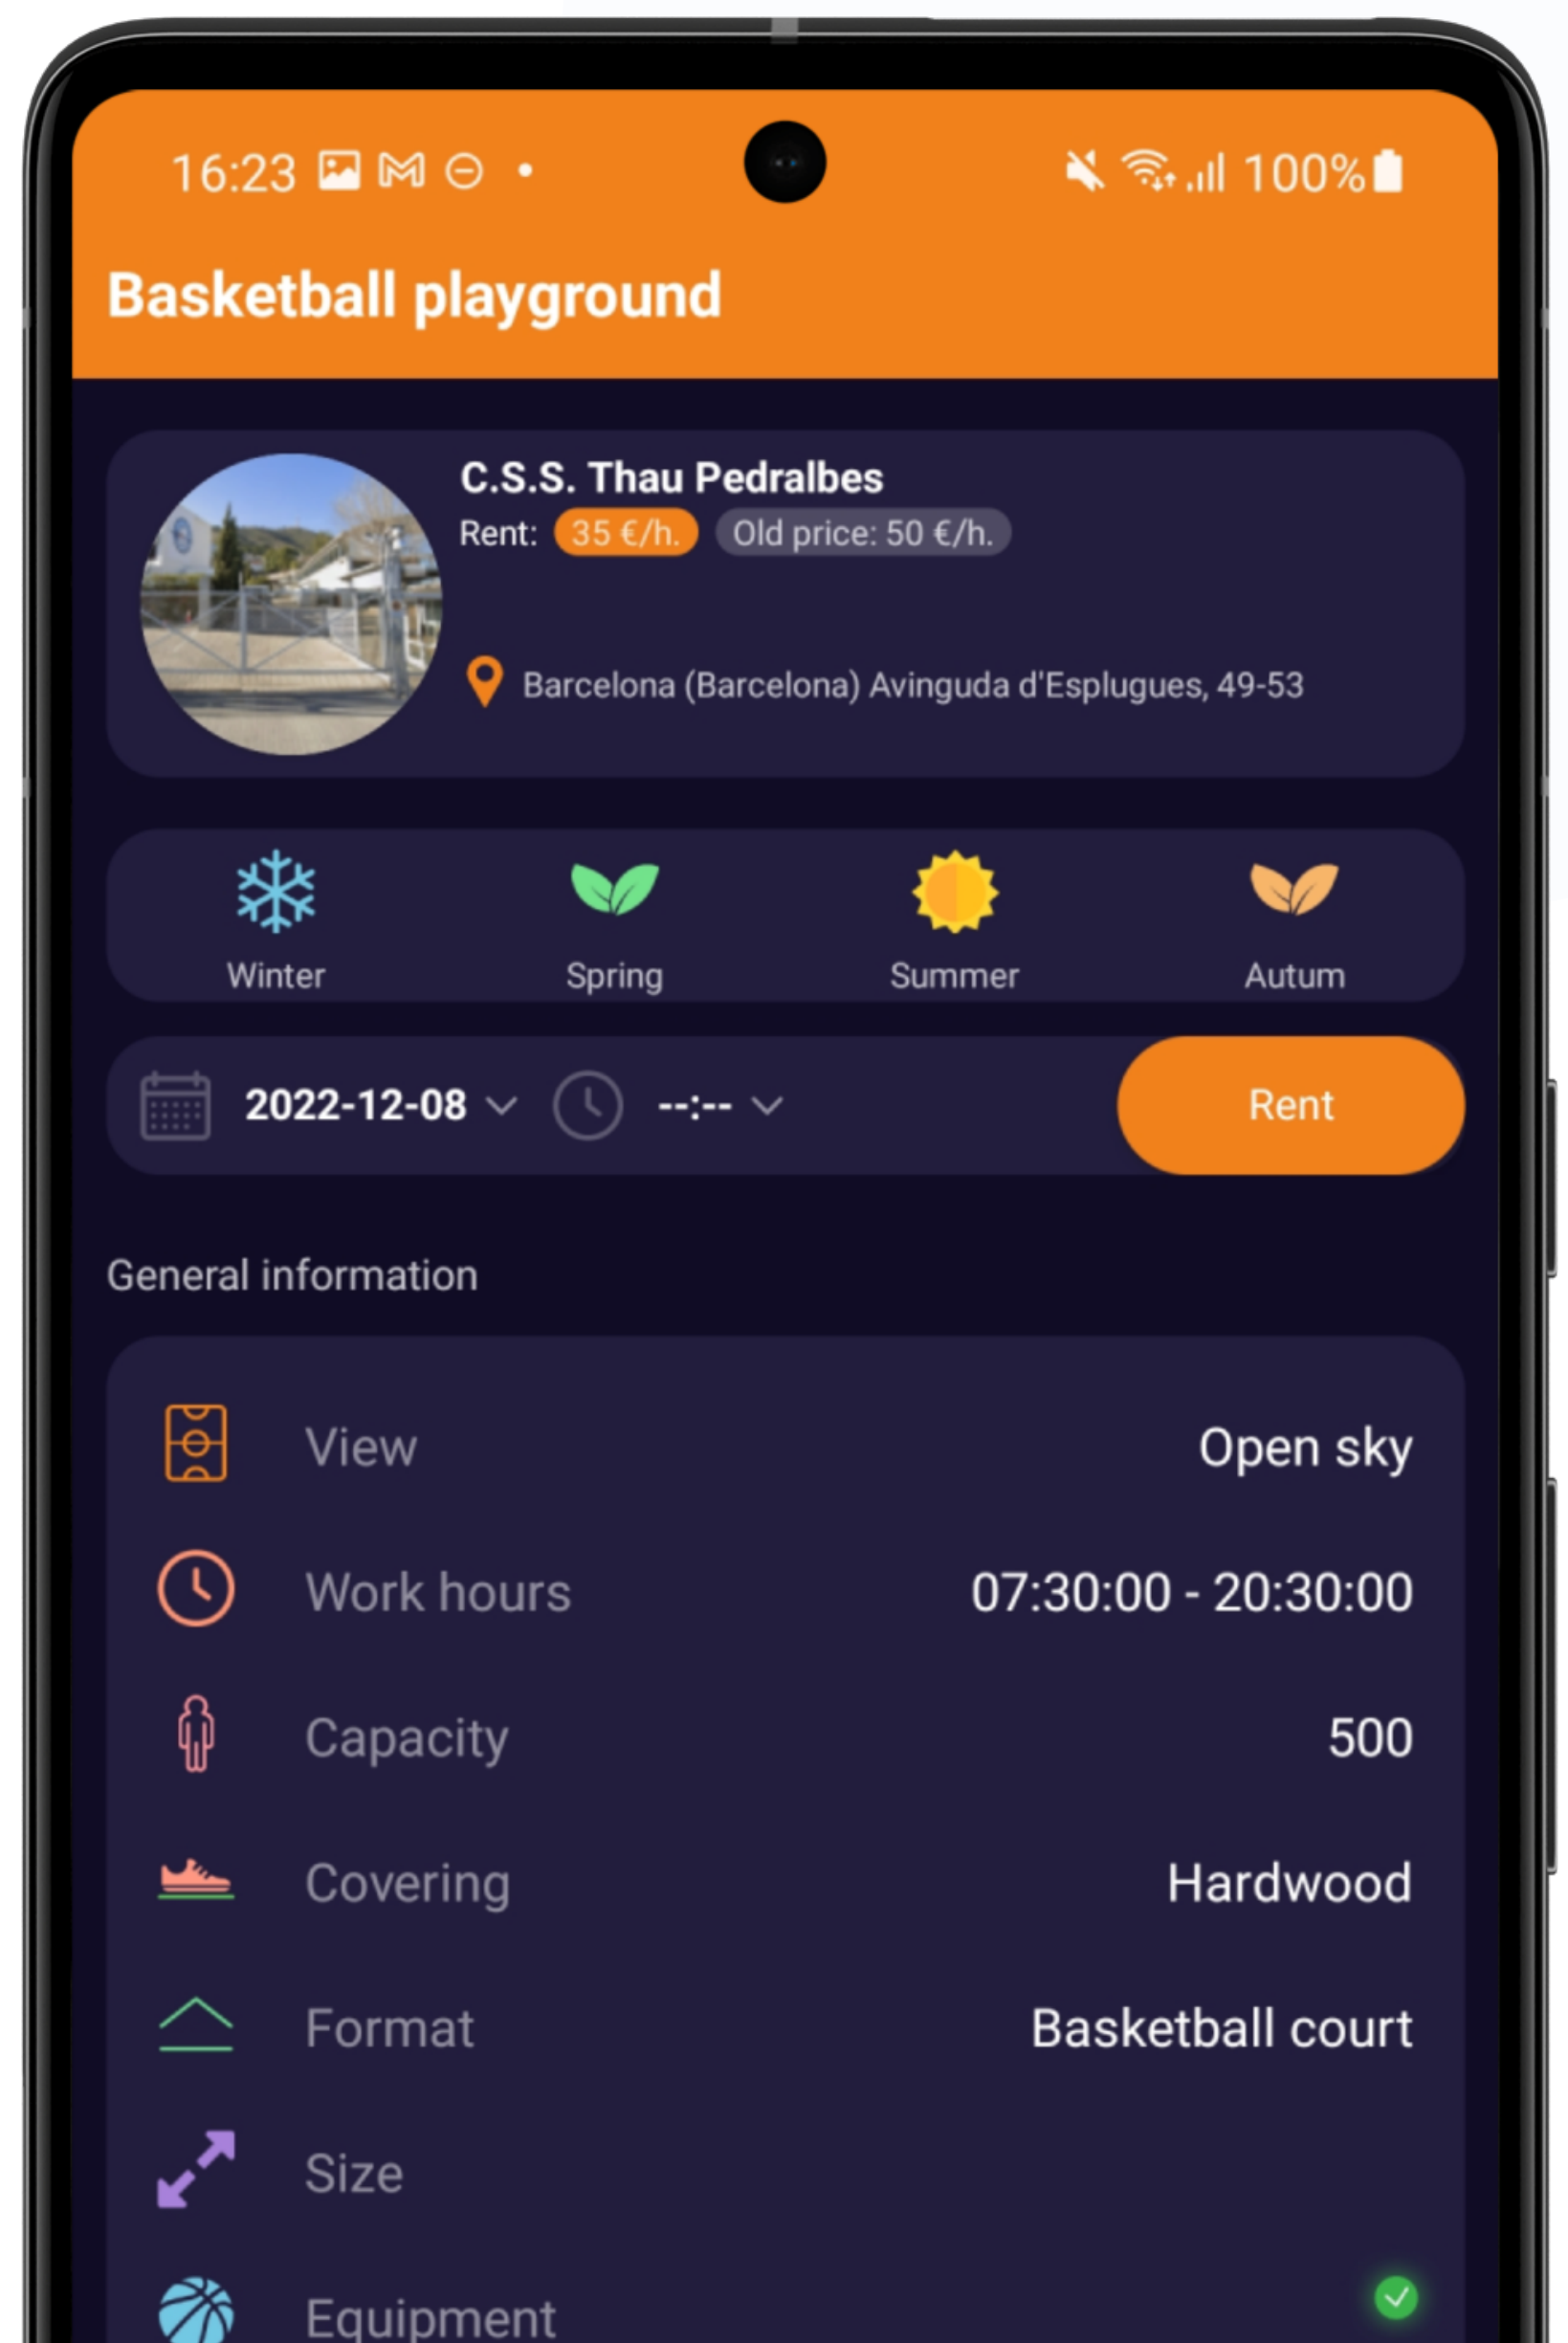 16:23
100%
Basketball playground
C.S.S. Thau Pedralbes
Rent: 35 €/h. Old price: 50 €/h.
Barcelona (Barcelona) Avinguda d'Esplugues, 49-53
Winter Spring Summer Autum
2022-12-08 --:-- Rent
General information
View Open sky
Work hours 07:30:00 - 20:30:00
Capacity 500
Covering Hardwood
Format Basketball court
Size
Equipment